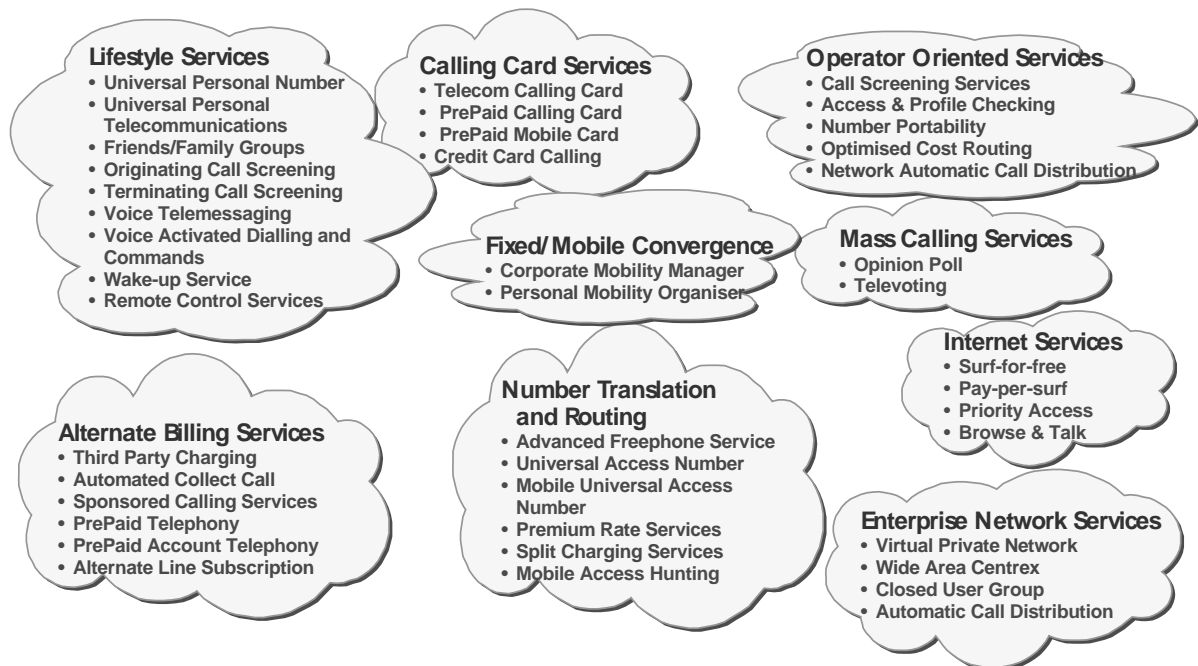 Lifestyle Services
• Universal Personal Number
• Universal Personal
Telecommunications
• Friends/Family Groups
• Originating Call Screening
• Terminating Call Screening
• Voice Telemessaging
• Voice Activated Dialling and
Commands
• Wake-up Service
• Remote Control Services
Calling Card Services
• Telecom Calling Card
• PrePaid Calling Card
• PrePaid Mobile Card
• Credit Card Calling
Operator Oriented Services
• Call Screening Services
• Access & Profile Checking
• Number Portability
• Optimised Cost Routing
• Network Automatic Call Distribution
Fixed/Mobile Convergence
• Corporate Mobility Manager
• Personal Mobility Organiser
Mass Calling Services
• Opinion Poll
• Televoting
Internet Services
• Surf-for-free
• Pay-per-surf
• Priority Access
• Browse & Talk
Alternate Billing Services
• Third Party Charging
• Automated Collect Call
• Sponsored Calling Services
• PrePaid Telephony
• PrePaid Account Telephony
• Alternate Line Subscription
Number Translation
and Routing
• Advanced Freephone Service
• Universal Access Number
• Mobile Universal Access
Number
• Premium Rate Services
• Split Charging Services
• Mobile Access Hunting
Enterprise Network Services
• Virtual Private Network
• Wide Area Centrex
• Closed User Group
• Automatic Call Distribution